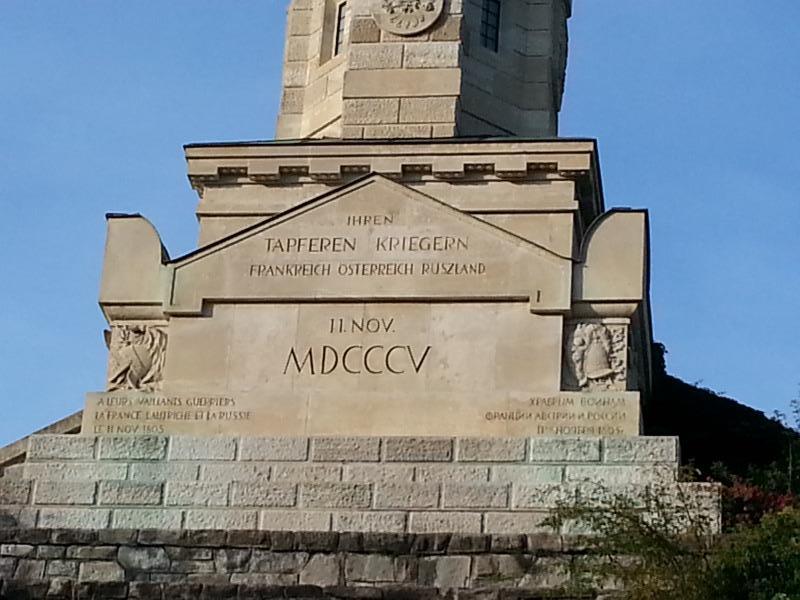 IHREN
TAPFEREN KRIEGERN
FRANKREICH ÖSTERREICH RUSZLAND
11. NOV.
MDCCCV
A LEURS VAILLANTS GUERRIERS
LA FRANCE L'AUTRICHE ET LA RUSSIE
LE 11 NOV 1805
ХРАБРЫМ ВОИНАМ
ФРАНЦИИ АВСТРИИ И РОССИИ
11 НОЯБРЯ 1805